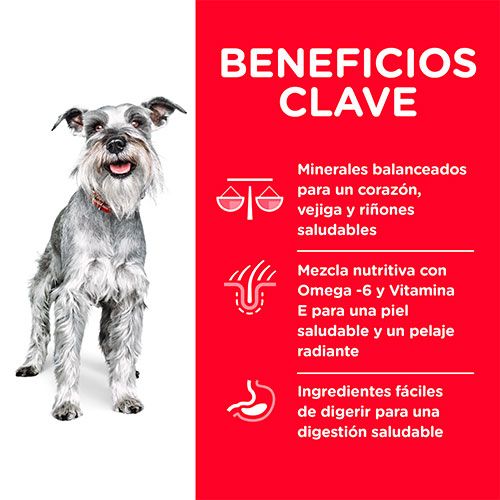 BENEFICIOS
CLAVE
Minerales balanceados
para un corazón,
vejiga y riñones
saludables
Mezcla nutritiva con
Omega -6 y Vitamina
E para una piel
saludable y un pelaje
radiante
Ingredientes fáciles
de digerir para una
digestión saludable